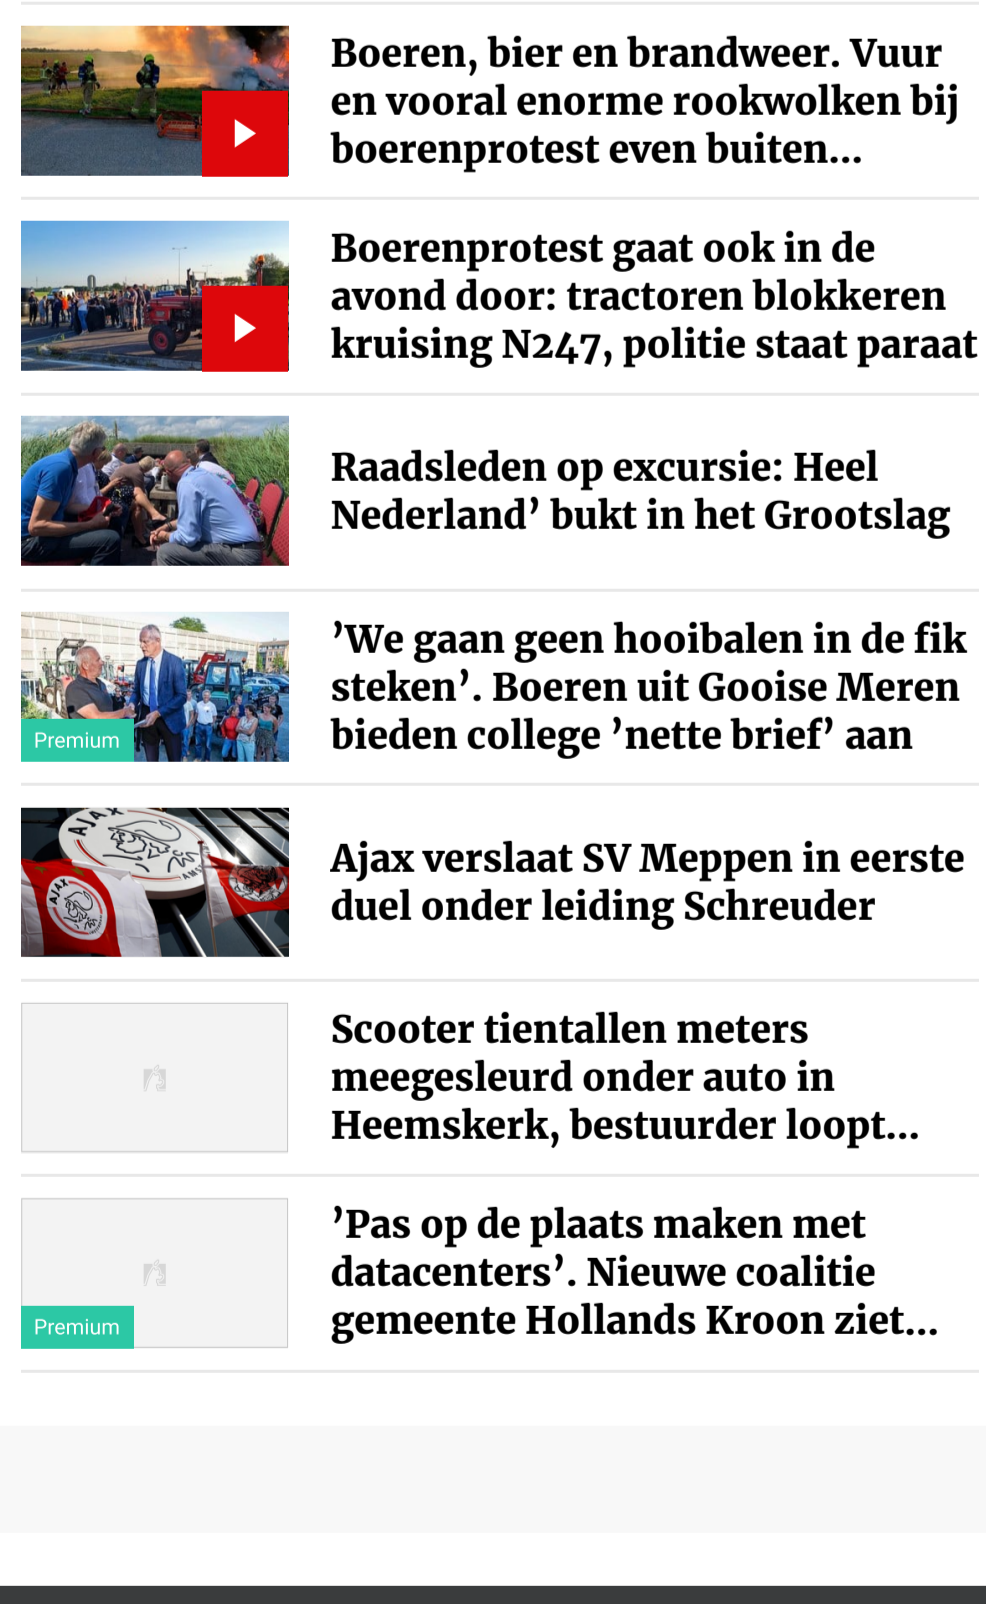 Boeren, bier en brandweer. Vuur
en vooral enorme rookwolken bij
boerenprotest even buiten...
Boerenprotest gaat ook in de
avond door: tractoren blokkeren
kruising N247, politie staat paraat
Raadsleden op excursie: Heel
Nederland’ bukt in het Grootslag
’We gaan geen hooibalen in de fik
steken’. Boeren uit Gooise Meren
bieden college ’nette brief’ aan
Premium
AJAX
AMS
AJAX
Ajax verslaat SV Meppen in eerste
duel onder leiding Schreuder
Scooter tientallen meters
meegesleurd onder auto in
Heemskerk, bestuurder loopt...
’Pas op de plaats maken met
datacenters’. Nieuwe coalitie
gemeente Hollands Kroon ziet...
Premium